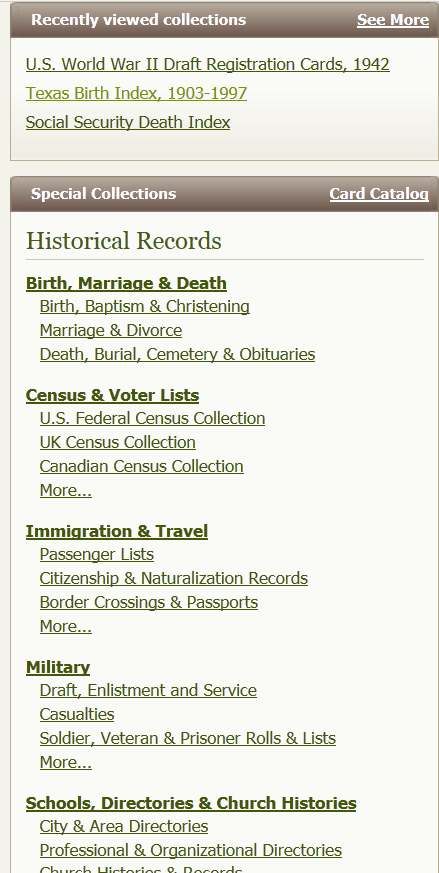 Recently viewed collections See More
U.S. World War II Draft Registration Cards, 1942
Texas Birth Index, 1903-1997
Social Security Death Index
Special Collections Card Catalog
Historical Records
Birth, Marriage & Death
Birth, Baptism & Christening
Marriage & Divorce
Death, Burial, Cemetery & Obituaries
Census & Voter Lists
U.S. Federal Census Collection
UK Census Collection
Canadian Census Collection
More...
Immigration & Travel
Passenger Lists
Citizenship & Naturalization Records
Border Crossings & Passports
More...
Military
Draft, Enlistment and Service
Casualties
Soldier, Veteran & Prisoner Rolls & Lists
More...
Schools, Directories & Church Histories
City & Area Directories
Professional & Organizational Directories
Church Histories & Records